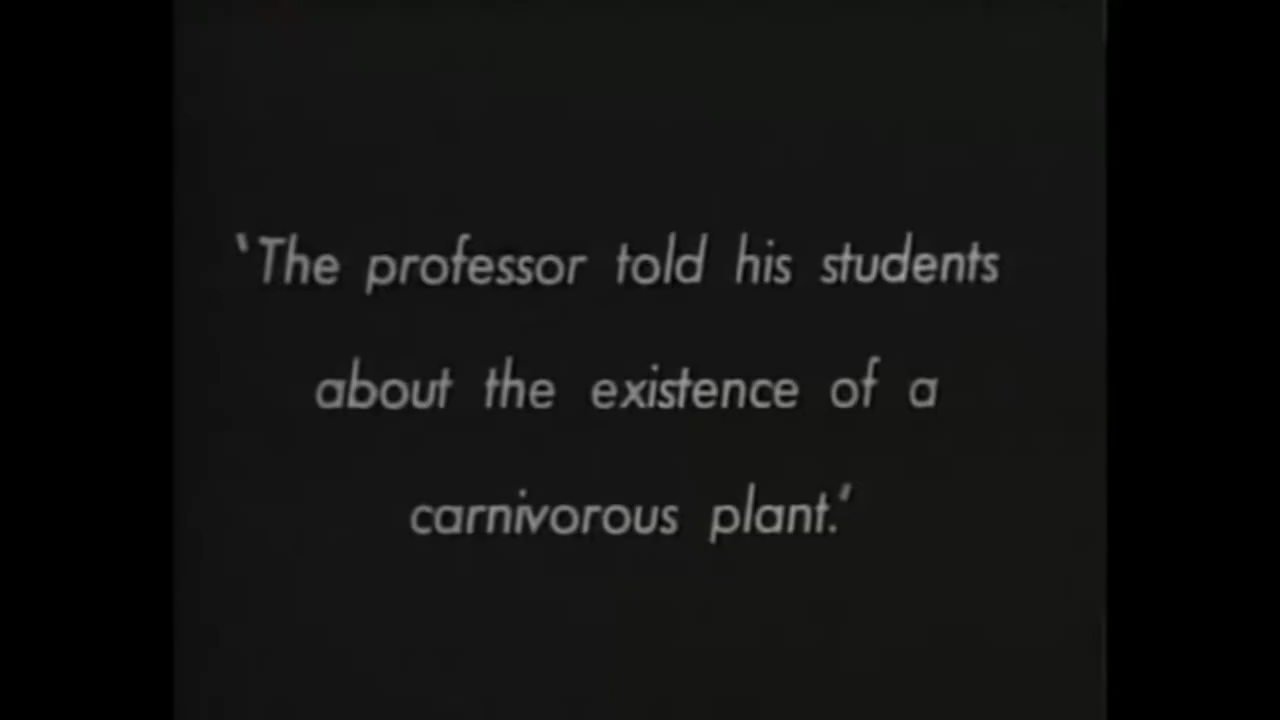 'The professor told his students
about the existence of a
carnivorous plant.'